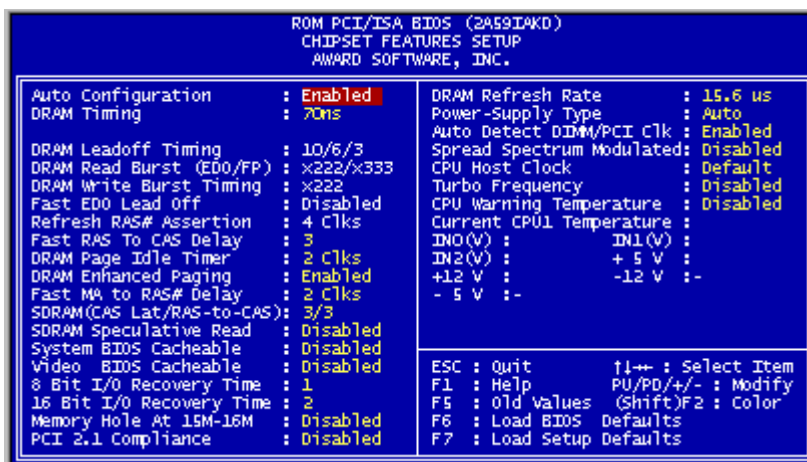 ROM PCI/ISA BIOS (2A59IAKD)
CHIPSET FEATURES SETUP
AWARD SOFTWARE, INC.
Auto Configuration : Enabled
DRAM Timing : 70ns
DRAM Leadoff Timing : 10/6/3
DRAM Read Burst (EDO/FP) : x222/x333
DRAM Write Burst Timing : x222
Fast EDO Lead Off : Disabled
Refresh RAS# Assertion : 4 Clks
Fast RAS To CAS Delay : 3
DRAM Page Idle Timer : 2 Clks
DRAM Enhanced Paging : Enabled
Fast MA to RAS# Delay : 2 Clks
SDRAM(CAS Lat/RAS-to-CAS): 3/3
SDRAM Speculative Read : Disabled
System BIOS Cacheable : Disabled
Video BIOS Cacheable : Disabled
8 Bit I/O Recovery Time : 1
16 Bit I/O Recovery Time : 2
Memory Hole At 15M-16M : Disabled
PCI 2.1 Compliance : Disabled
DRAM Refresh Rate : 15.6 us
Power-Supply Type : Auto
Auto Detect DIMM/PCI Clk : Enabled
Spread Spectrum Modulated: Disabled
CPU Host Clock : Default
Turbo Frequency : Disabled
CPU Warning Temperature : Disabled
Current CPU1 Temperature :
IN0(V) : IN1(V) :
IN2(V) : + 5 V :
+12 V : -12 V :-
- 5 V :-
ESC : Quit ↑↓→← : Select Item
F1 : Help PU/PD/+/- : Modify
F5 : Old Values (Shift)F2 : Color
F6 : Load BIOS Defaults
F7 : Load Setup Defaults